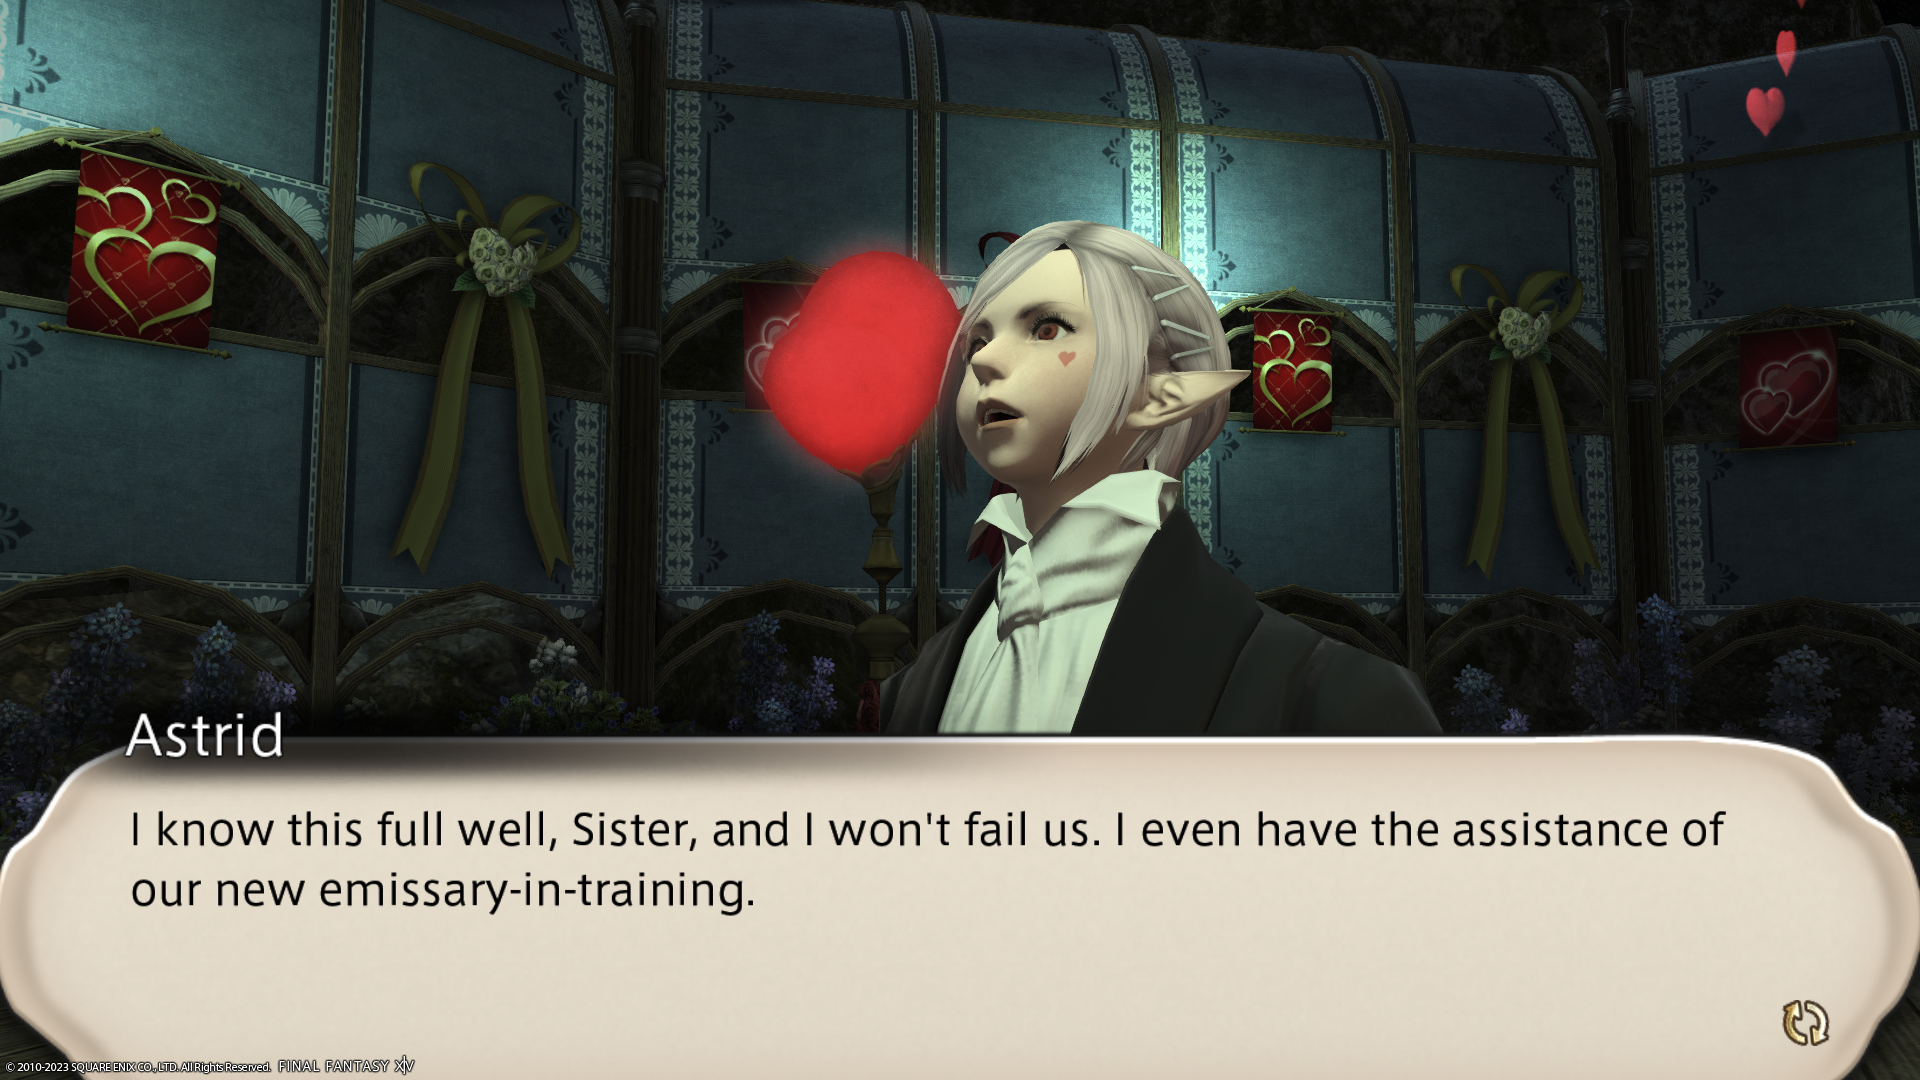 Astrid
I know this full well, Sister, and I won't fail us. I even have the assistance of
our new emissary-in-training.
© 2010-2023 SQUARE ENIX CO., LTD. All Rights Reserved. FINAL FANTASY XIV